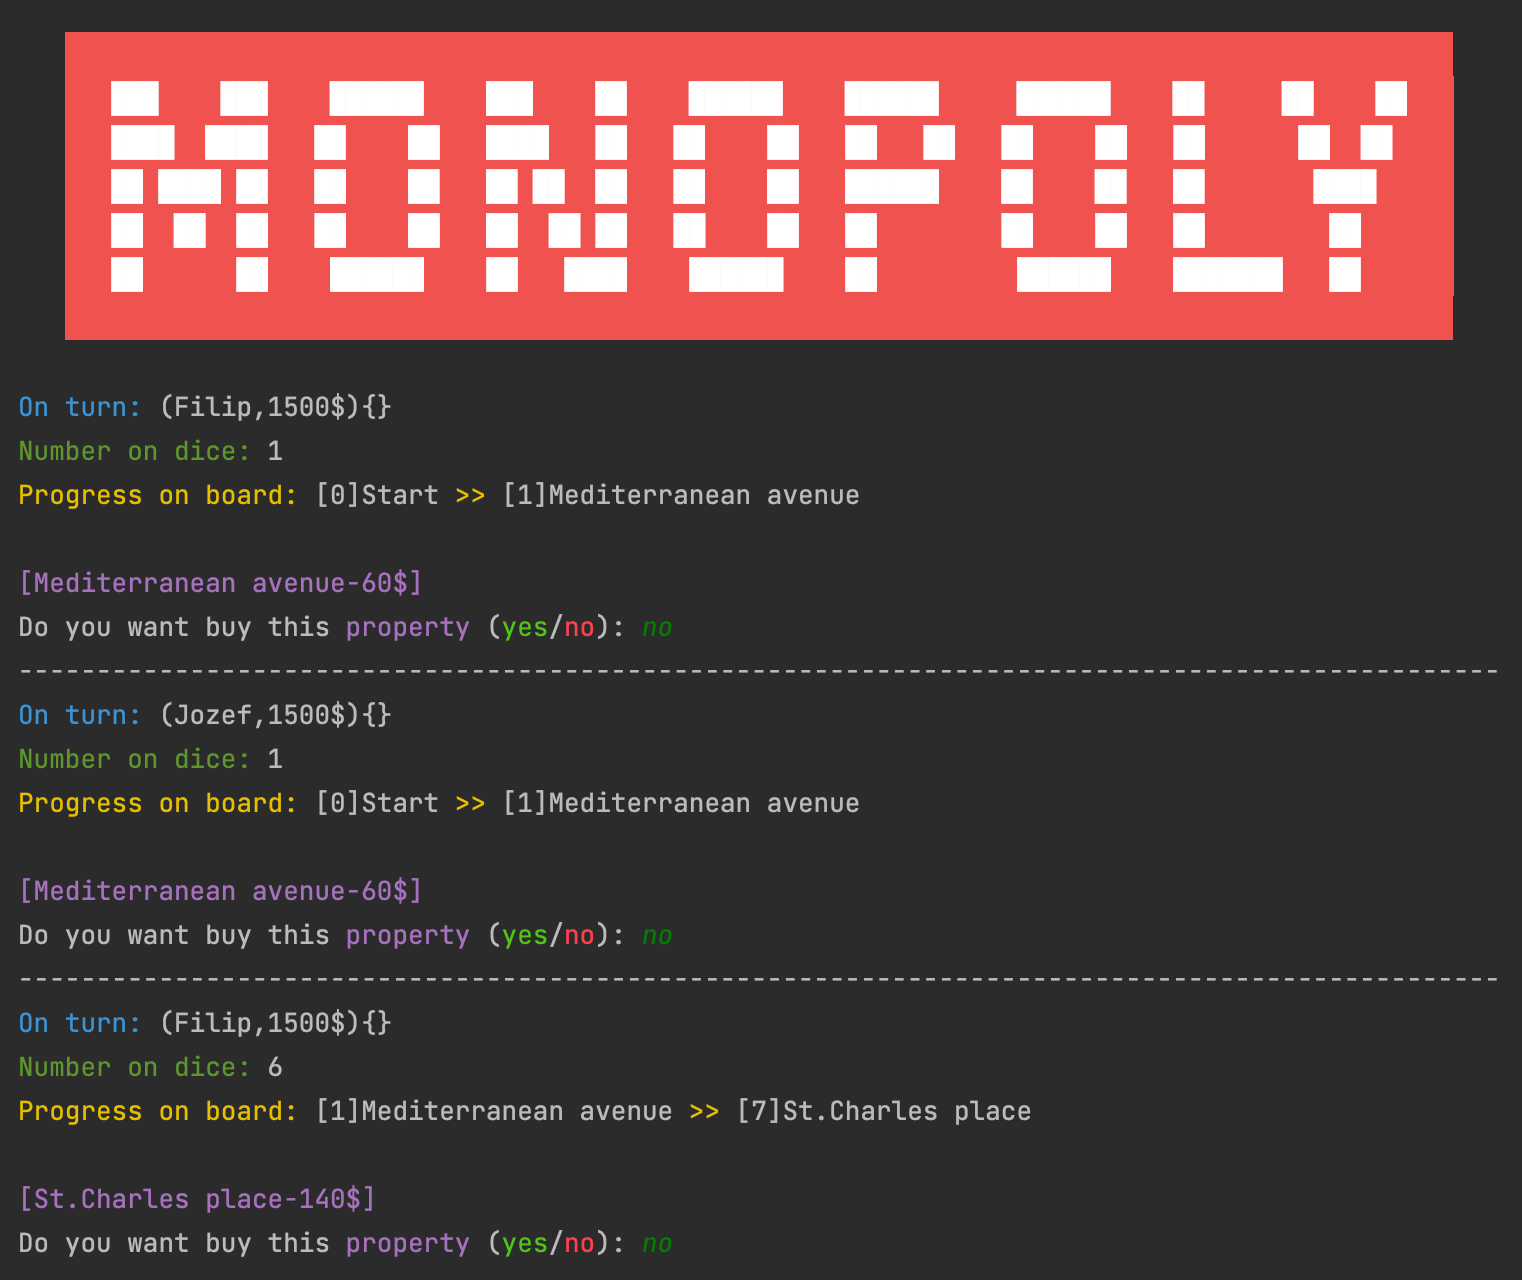 MONOPOLY
On turn: (Filip,1500$){}
Number on dice: 1
Progress on board: [0]Start >> [1]Mediterranean avenue
[Mediterranean avenue-60$]
Do you want buy this property (yes/no): no
-----------------------------------------------------------------------------------------------
On turn: (Jozef,1500$){}
Number on dice: 1
Progress on board: [0]Start >> [1]Mediterranean avenue
[Mediterranean avenue-60$]
Do you want buy this property (yes/no): no
-----------------------------------------------------------------------------------------------
On turn: (Filip,1500$){}
Number on dice: 6
Progress on board: [1]Mediterranean avenue >> [7]St.Charles place
[St.Charles place-140$]
Do you want buy this property (yes/no): no